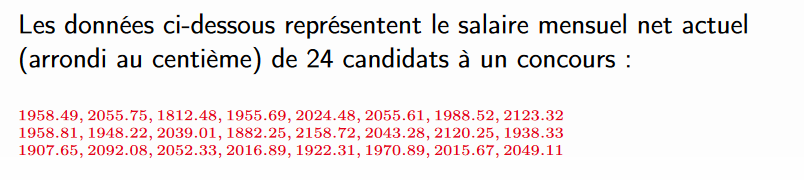 Les données ci-dessous représentent le salaire mensuel net actuel
(arrondi au centième) de 24 candidats à un concours :
1958.49, 2055.75, 1812.48, 1955.69, 2024.48, 2055.61, 1988.52, 2123.32
1958.81, 1948.22, 2039.01, 1882.25, 2158.72, 2043.28, 2120.25, 1938.33
1907.65, 2092.08, 2052.33, 2016.89, 1922.31, 1970.89, 2015.67, 2049.11